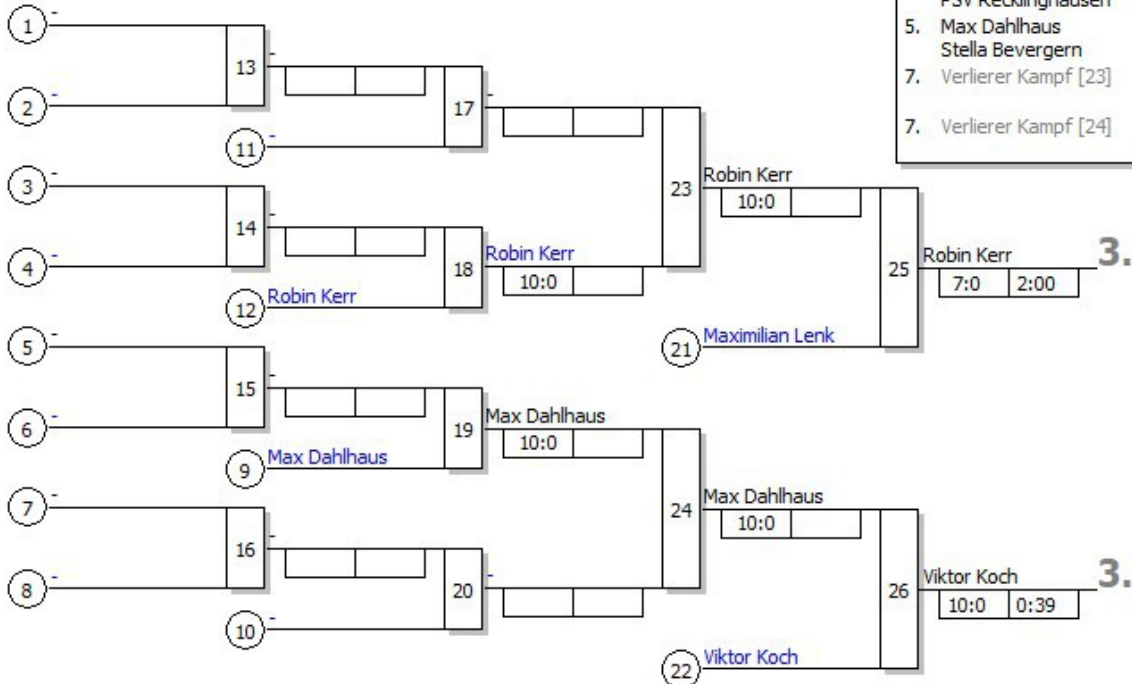 PSV Recklinghausen
5. Max Dahlhaus
Stella Bevergern
7. Verlierer Kampf [23]
7. Verlierer Kampf [24]
1 -
2 -
3 -
4 -
5 -
6 -
7 -
8 -
13 -
11 -
14 -
12 Robin Kerr
15 -
9 Max Dahlhaus
16 -
10 -
17 -
18 Robin Kerr
10:0
19 Max Dahlhaus
10:0
20 -
23 Robin Kerr
10:0
21 Maximilian Lenk
24 Max Dahlhaus
10:0
22 Viktor Koch
25 Robin Kerr 3.
7:0 2:00
26 Viktor Koch 3.
10:0 0:39